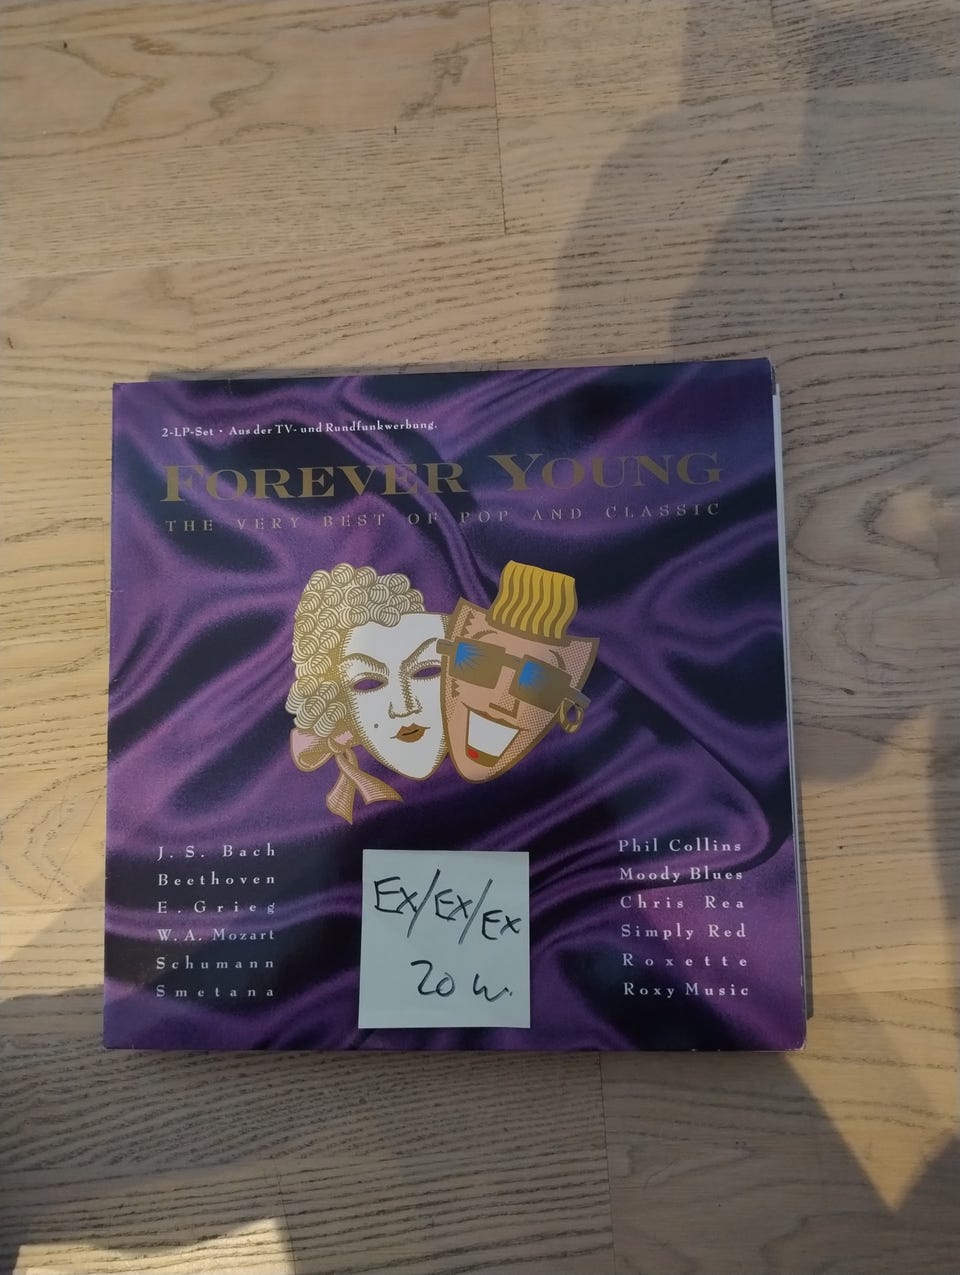 2-LP-Set · Aus der TV- und Rundfunkwerbung.
FOREVER YOUNG
THE VERY BEST OF POP AND CLASSIC
J. S. Bach
Beethoven
E. Grieg
W. A. Mozart
Schumann
Smetana
Phil Collins
Moody Blues
Chris Rea
Simply Red
Roxette
Roxy Music
EX/EX/EX
20